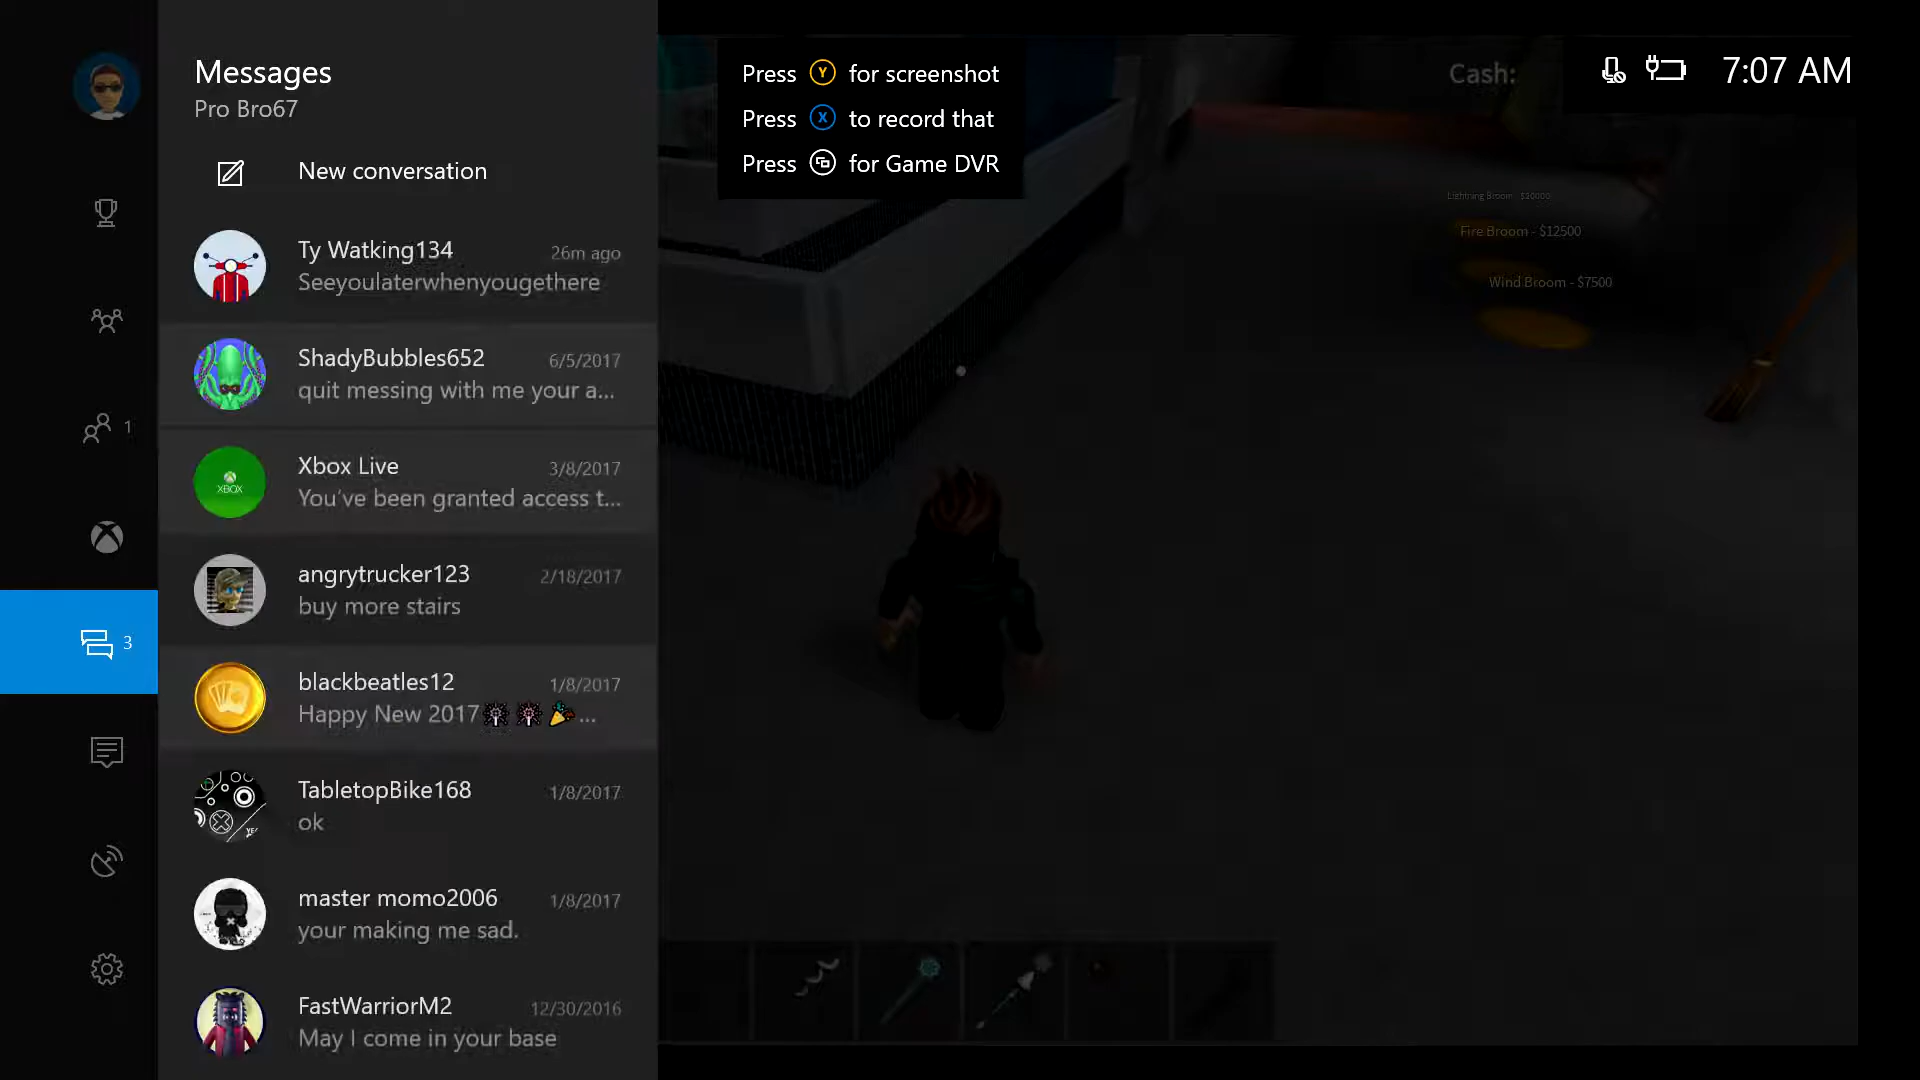 Messages
Pro Bro67
New conversation
Ty Watking134
26m ago
Seeyoulaterwhenyougethere
ShadyBubbles652
6/5/2017
quit messing with me your a...
Xbox Live
3/8/2017
You've been granted access t...
XBOX
angrytrucker123
2/18/2017
buy more stairs
blackbeatles12
1/8/2017
Happy New 2017 ...
TabletopBike168
1/8/2017
ok
master momo2006
1/8/2017
your making me sad.
FastWarriorM2
12/30/2016
May I come in your base
1
3
Press Y for screenshot
Press X to record that
Press for Game DVR
Cash:
7:07 AM
Lightning Broom - $20000
Fire Broom - $12500
Wind Broom - $7500